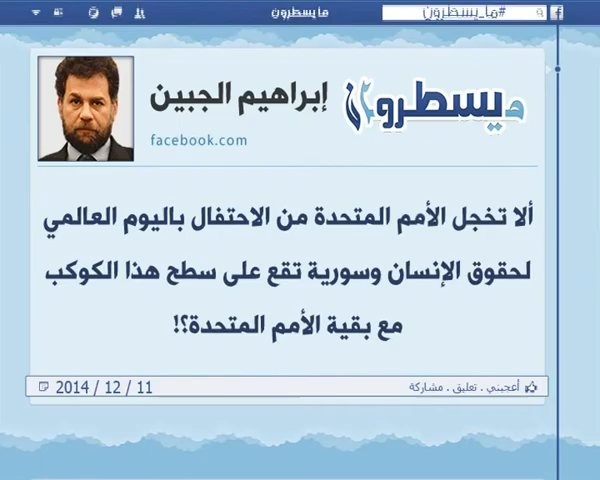 ما يسطرون
#ما_يسطرون
إبراهيم الجبين
facebook.com
ما يسطرون
ألا تخجل الأمم المتحدة من الاحتفال باليوم العالمي
لحقوق الإنسان وسورية تقع على سطح هذا الكوكب
مع بقية الأمم المتحدة؟!
أعجبني . تعليق . مشاركة
2014 / 12 / 11